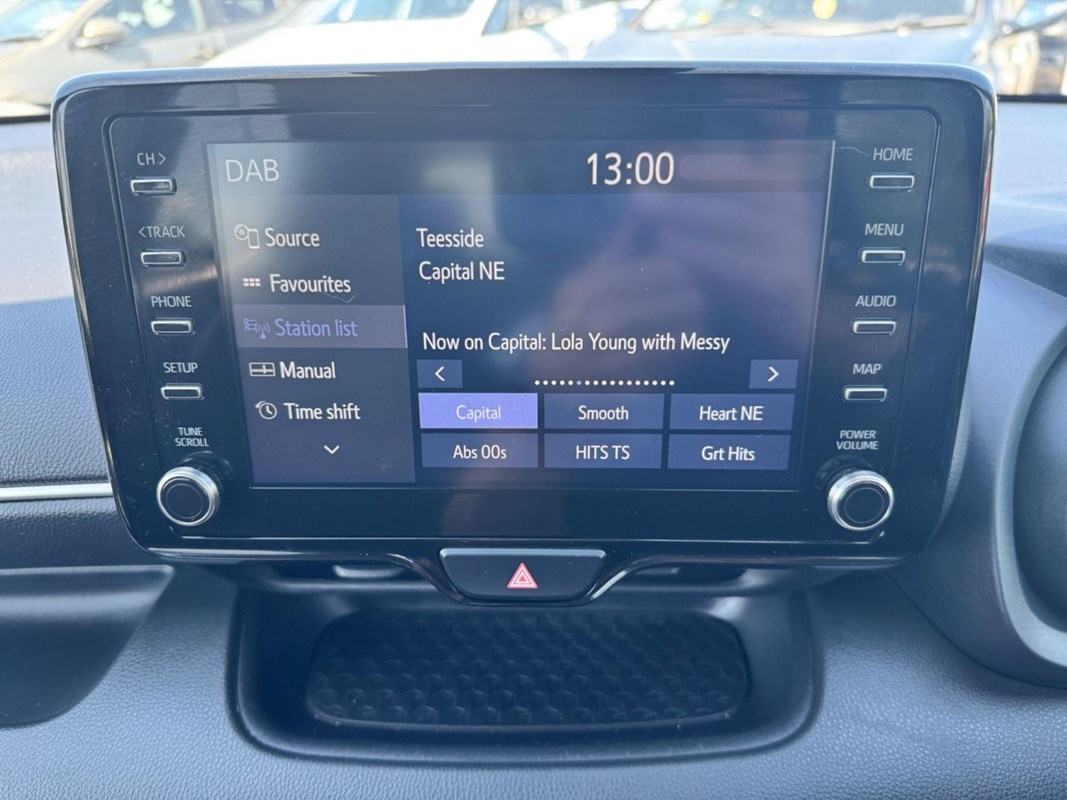 CH>
<TRACK
PHONE
SETUP
TUNE
SCROLL
DAB
13:00
Source
Favourites
Station list
Manual
Time shift
Teesside
Capital NE
Now on Capital: Lola Young with Messy
< >
Capital Smooth Heart NE
Abs 00s HITS TS Grt Hits
HOME
MENU
AUDIO
MAP
POWER
VOLUME